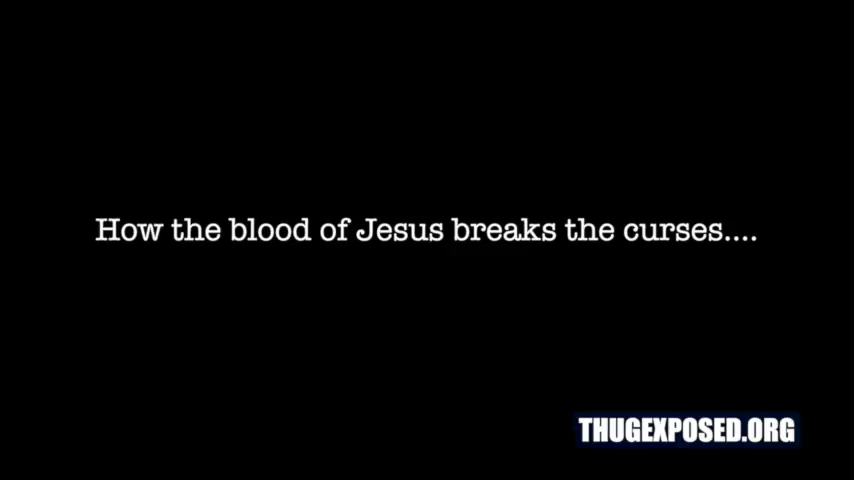 How the blood of Jesus breaks the curses....
THUGEXPOSED.ORG